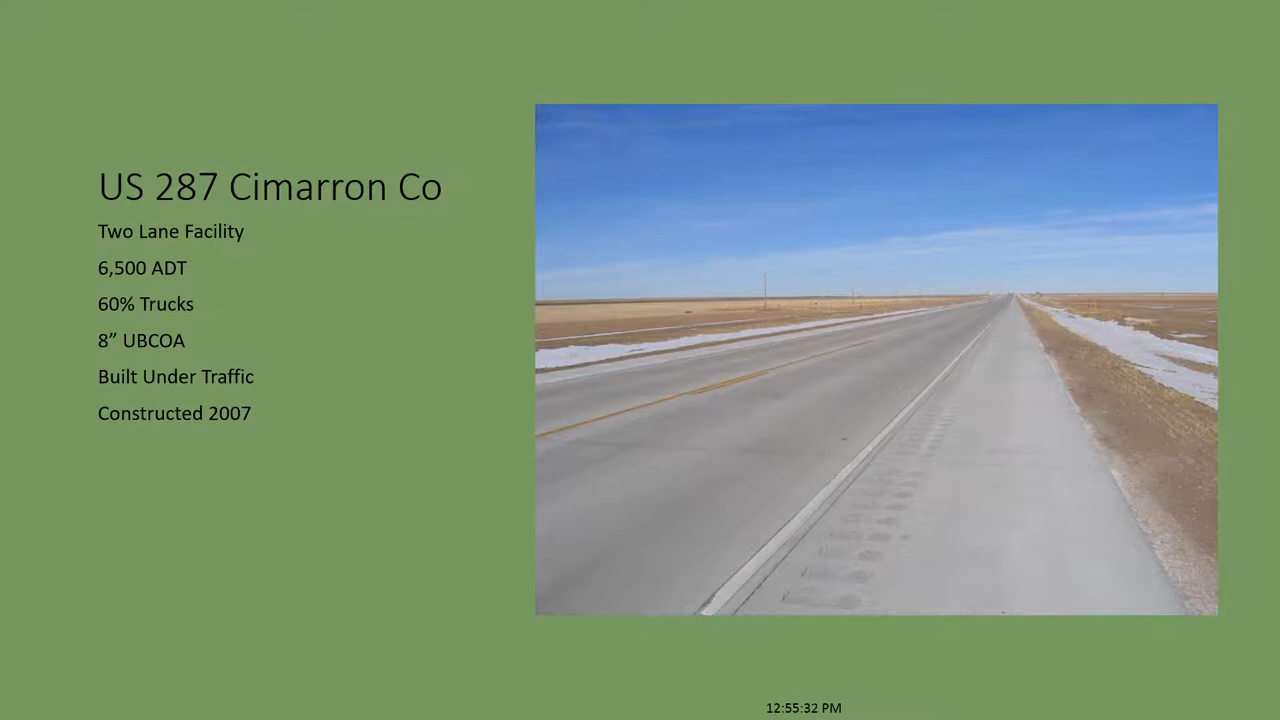 US 287 Cimarron Co
Two Lane Facility
6,500 ADT
60% Trucks
8” UBCOA
Built Under Traffic
Constructed 2007
12:55:32 PM